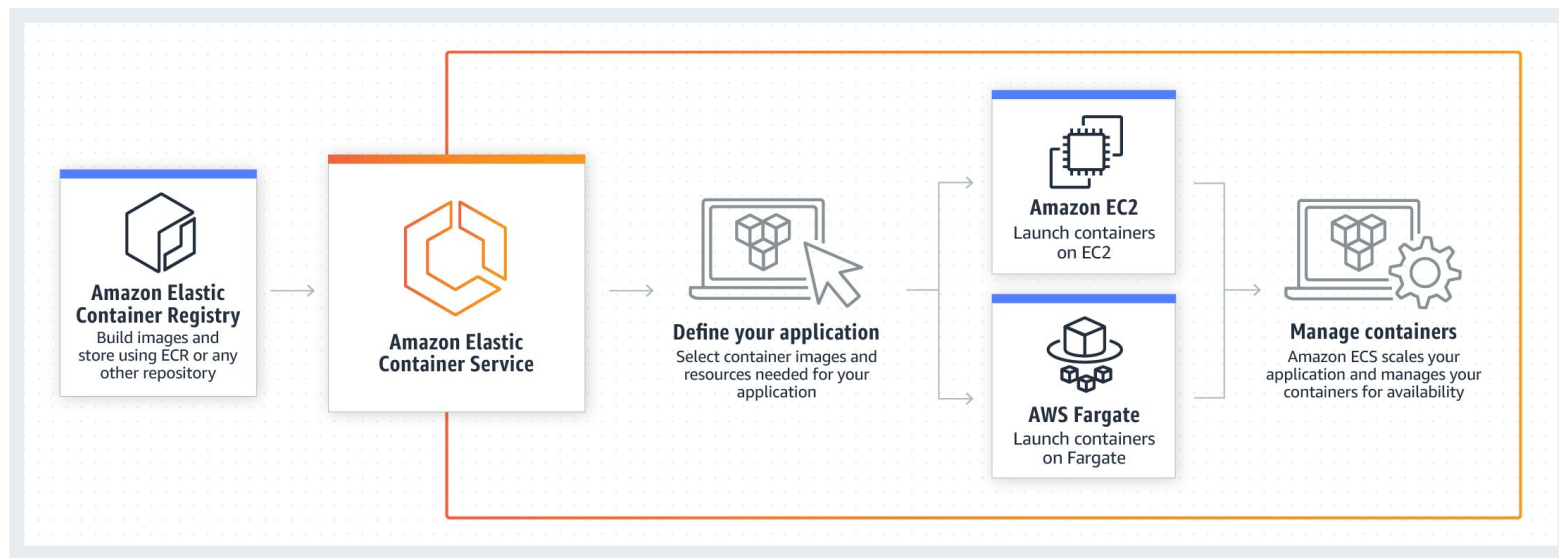 Amazon Elastic
Container Registry
Build images and
store using ECR or any
other repository
Amazon Elastic
Container Service
Define your application
Select container images and
resources needed for your
application
Amazon EC2
Launch containers
on EC2
AWS Fargate
Launch containers
on Fargate
Manage containers
Amazon ECS scales your
application and manages your
containers for availability